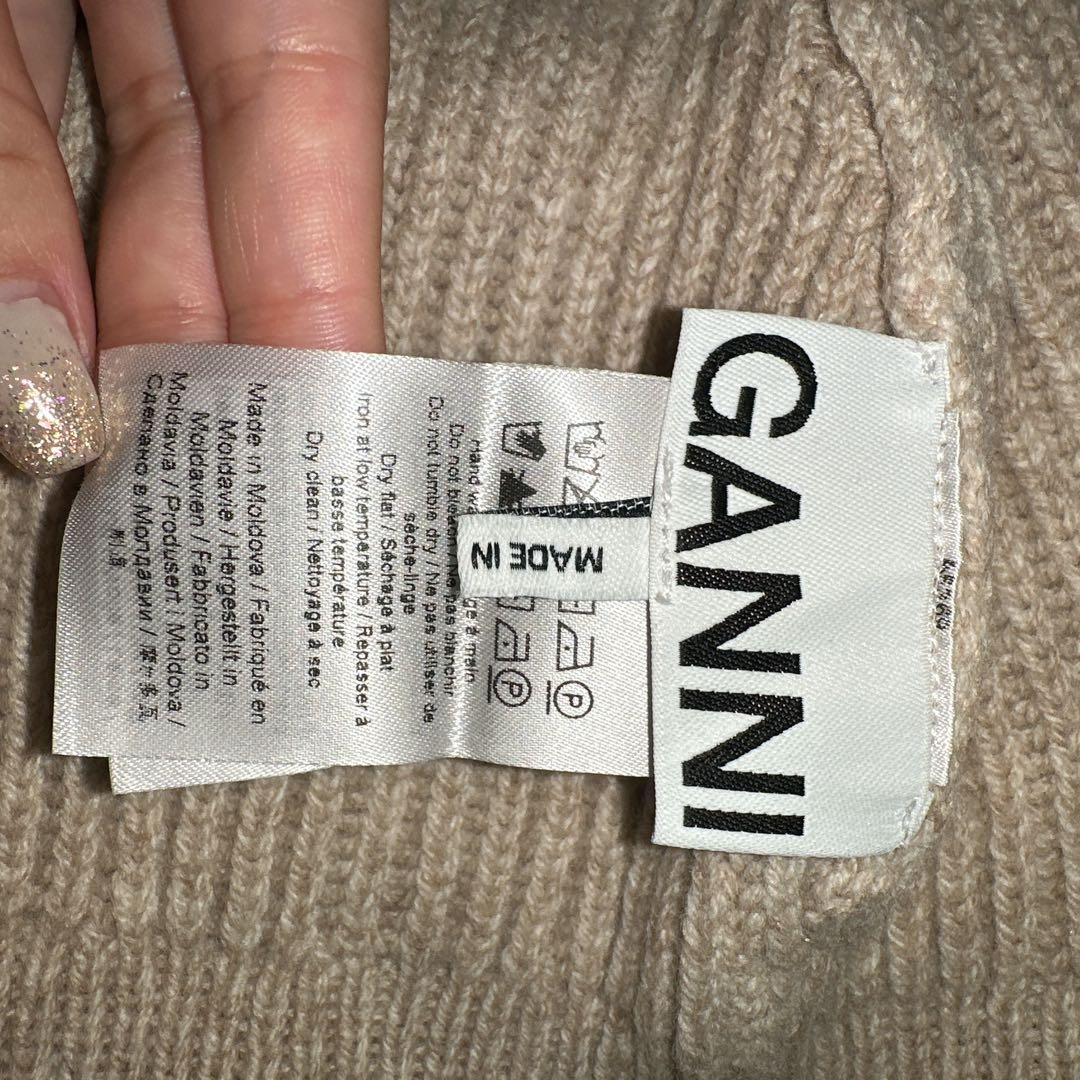 GANNI
MADE IN
Do not bleach / Ne pas blanchir
Do not tumble dry / Ne pas utiliser de
sèche-linge
Dry flat / Séchage à plat
Iron at low temperature / Repasser à
basse température
Dry clean / Nettoyage à sec
Made in Moldova / Fabriqué en
Moldavie / Hergestellt in
Moldavien / Fabbricato in
Moldavia / Produsert i Moldova /
Сделано в Молдавии /